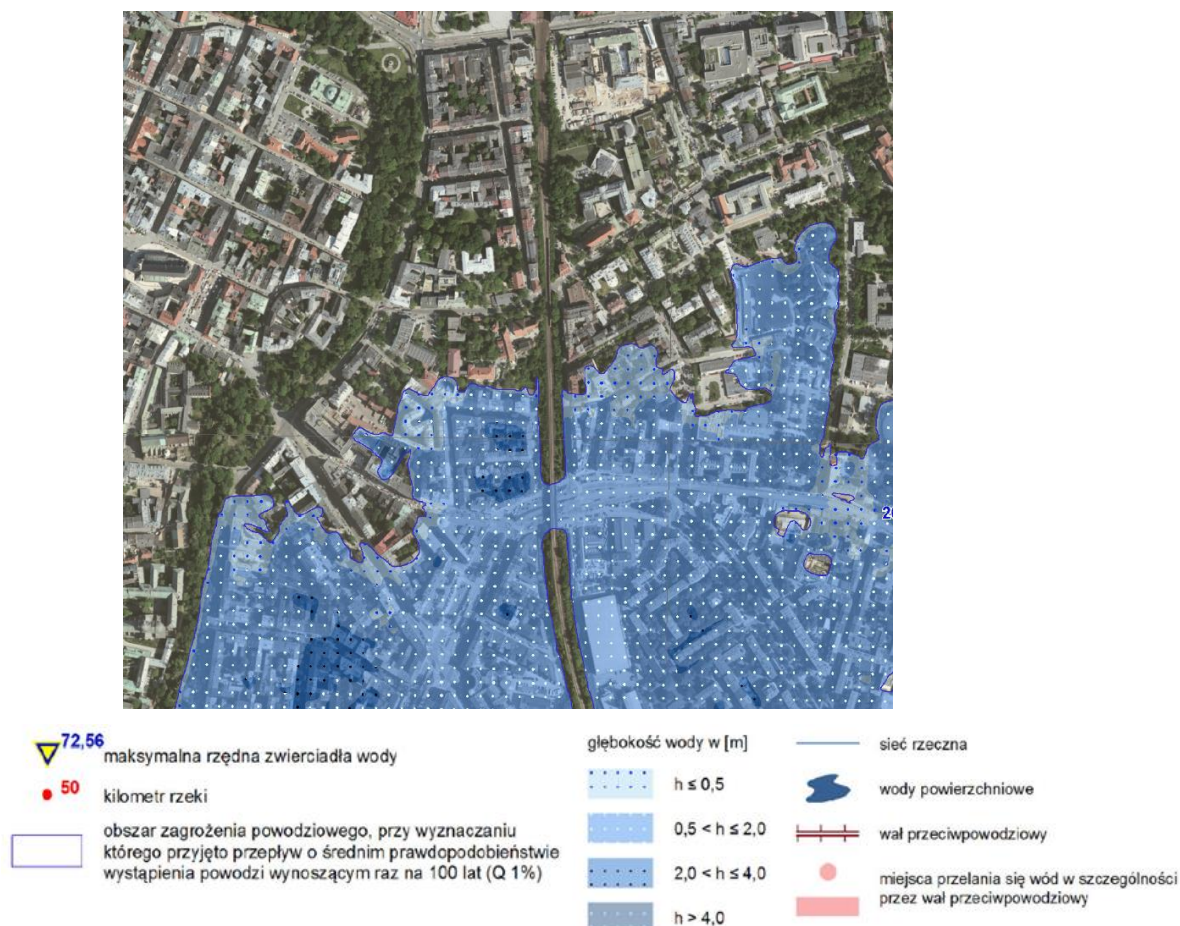 72,56
maksymalna rzędna zwierciadła wody
50
kilometr rzeki
obszar zagrożenia powodziowego, przy wyznaczaniu
którego przyjęto przepływ o średnim prawdopodobieństwie
wystąpienia powodzi wynoszącym raz na 100 lat (Q 1%)
głębokość wody w [m]
h ≤ 0,5
0,5 < h ≤ 2,0
2,0 < h ≤ 4,0
h > 4,0
sieć rzeczna
wody powierzchniowe
wał przeciwpowodziowy
miejsca przelania się wód w szczególności
przez wał przeciwpowodziowy